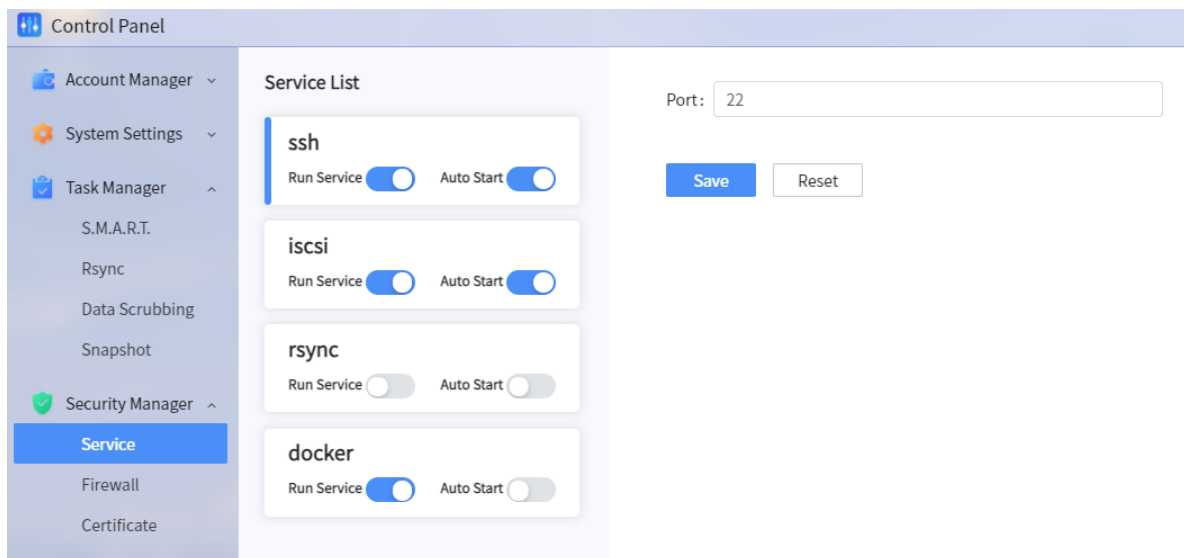 Control Panel
Account Manager
System Settings
Task Manager
S.M.A.R.T.
Rsync
Data Scrubbing
Snapshot
Security Manager
Service
Firewall
Certificate
Service List
ssh
Run Service Auto Start
iscsi
Run Service Auto Start
rsync
Run Service Auto Start
docker
Run Service Auto Start
Port: 22
Save Reset